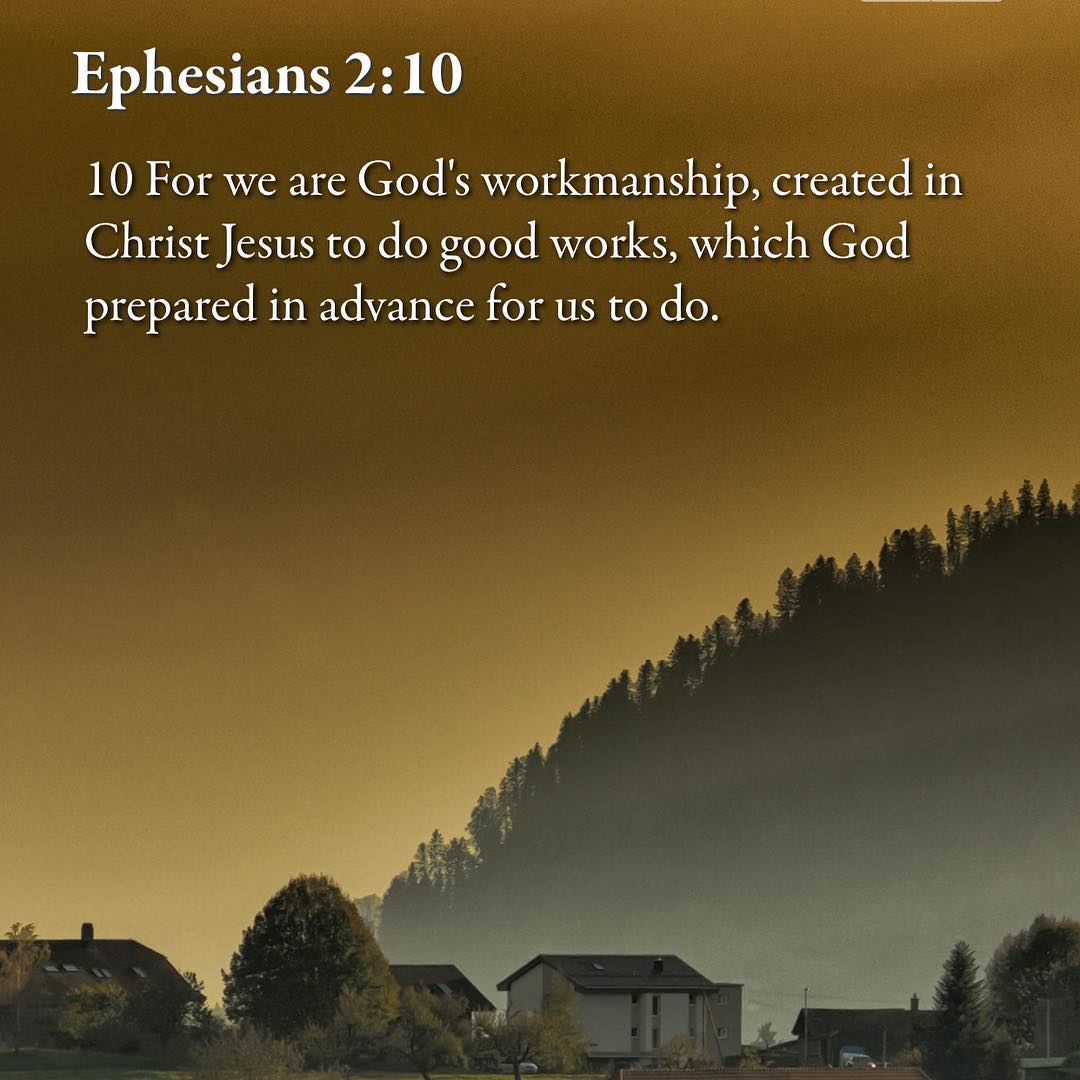 Ephesians 2:10
10 For we are God's workmanship, created in
Christ Jesus to do good works, which God
prepared in advance for us to do.